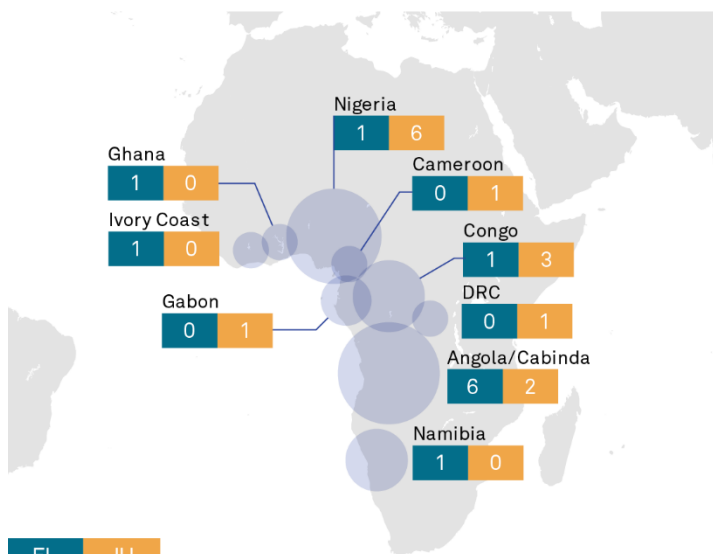 Nigeria
1 6
Ghana
1 0
Cameroon
0 1
Ivory Coast
1 0
Congo
1 3
Gabon
0 1
DRC
0 1
Angola/Cabinda
6 2
Namibia
1 0